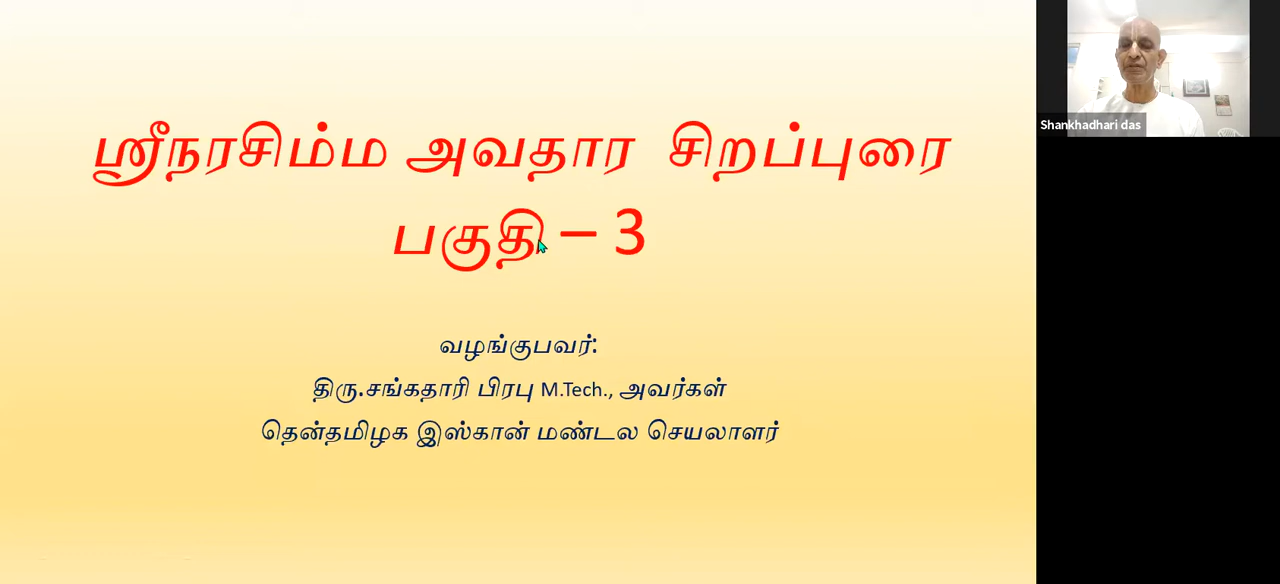 ஸ்ரீநரசிம்ம அவதார சிறப்புரை
பகுதி – 3
வழங்குபவர்:
திரு.சங்கதாரி பிரபு M.Tech., அவர்கள்
தென்தமிழக இஸ்கான் மண்டல செயலாளர்
Shankhadhari das